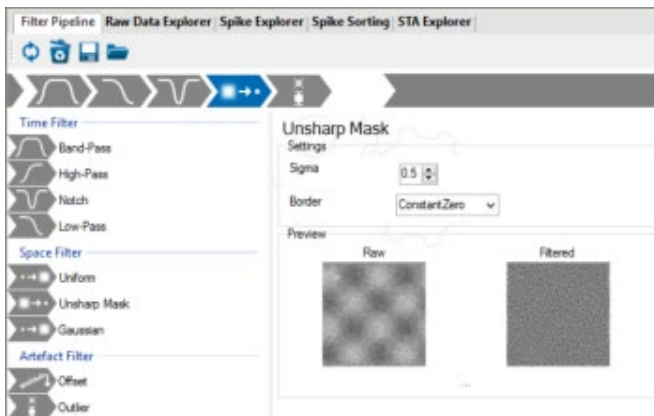 Filter Pipeline Raw Data Explorer Spike Explorer Spike Sorting STA Explorer
Time Filter
Band-Pass
High-Pass
Notch
Low-Pass
Space Filter
Uniform
Unsharp Mask
Gaussian
Artefact Filter
Offset
Outlier
Unsharp Mask
Settings
Sigma 0.5
Border ConstantZero
Preview
Raw Filtered
...